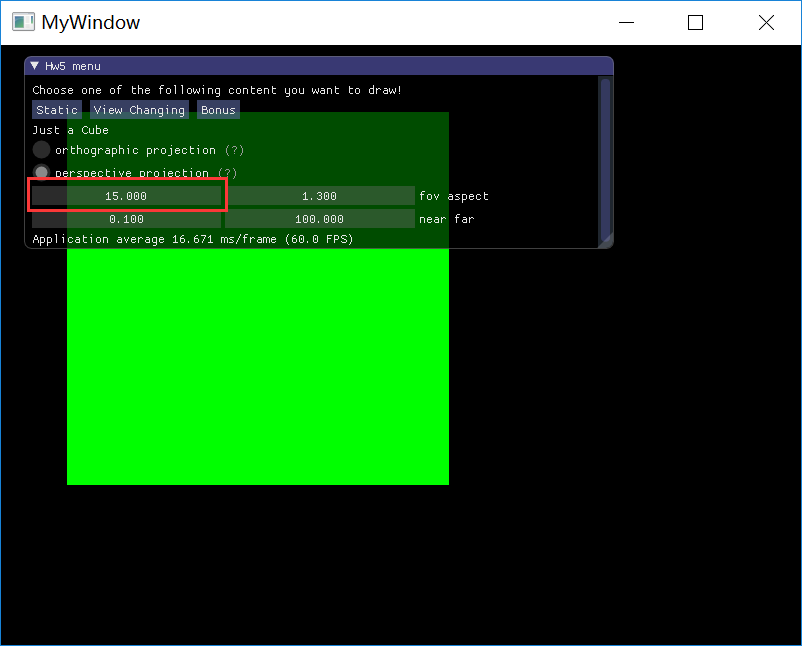 MyWindow
Hw5 menu
Choose one of the following content you want to draw!
Static View Changing Bonus
Just a Cube
orthographic projection (?)
perspective projection (?)
15.000 1.300 fov aspect
0.100 100.000 near far
Application average 16.671 ms/frame (60.0 FPS)